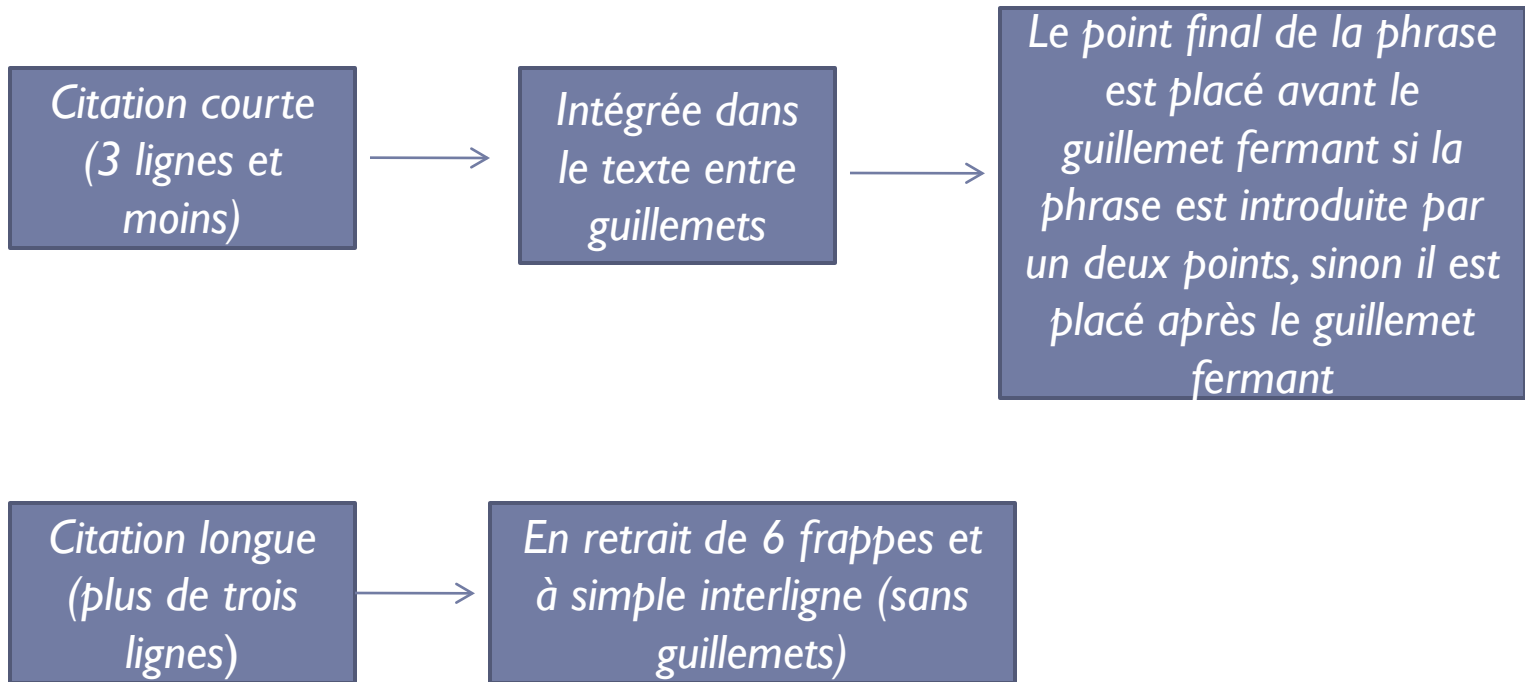 Citation courte
(3 lignes et
moins)
Intégrée dans
le texte entre
guillemets
Le point final de la phrase
est placé avant le
guillemet fermant si la
phrase est introduite par
un deux points, sinon il est
placé après le guillemet
fermant
Citation longue
(plus de trois
lignes)
En retrait de 6 frappes et
à simple interligne (sans
guillemets)